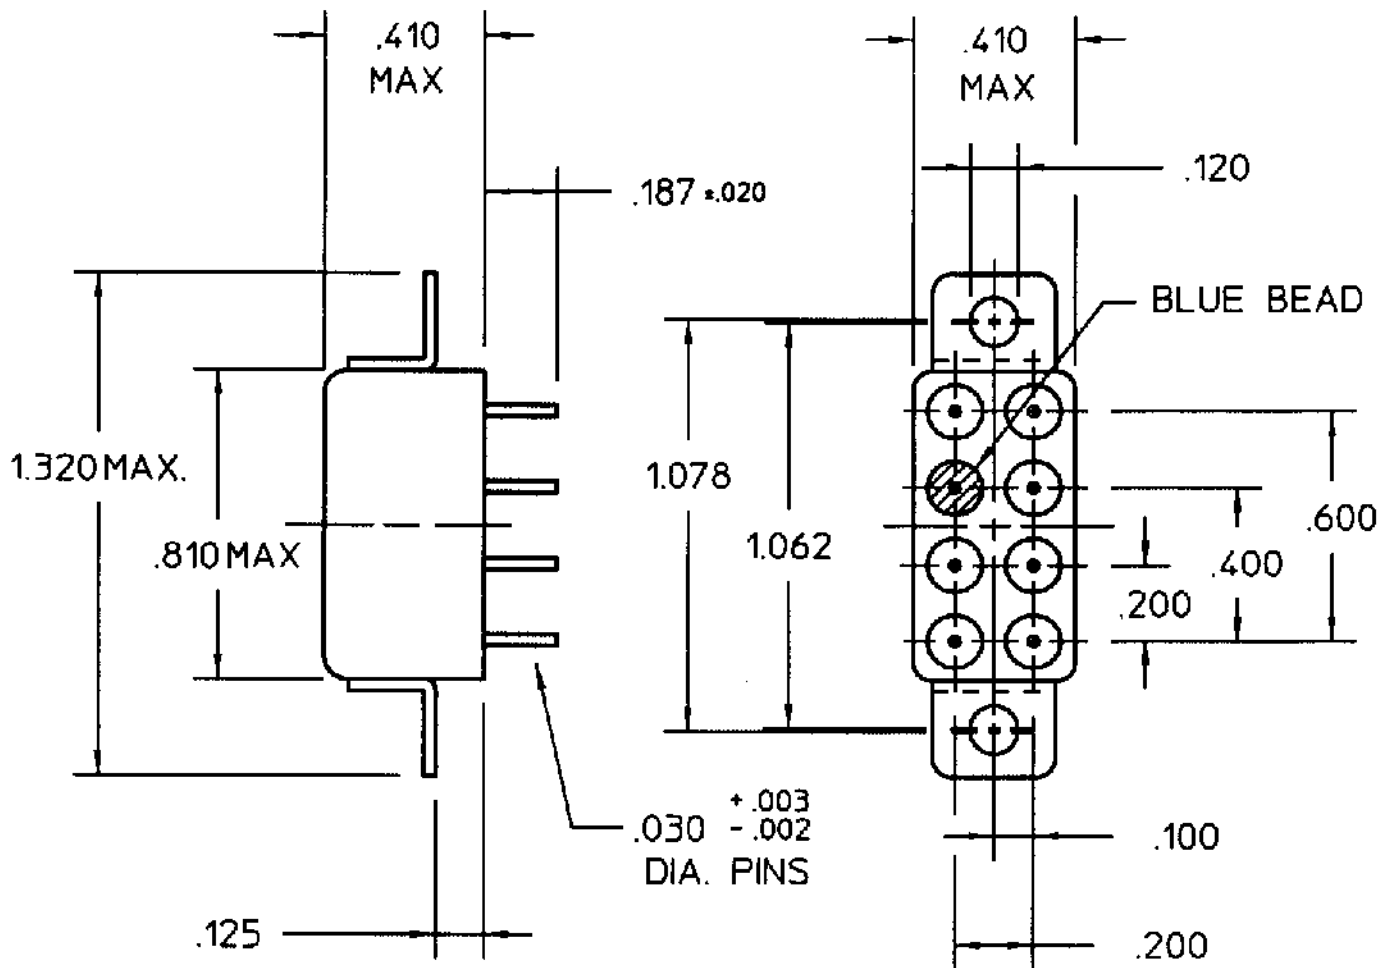 .410
MAX
.410
MAX
.120
.187 ±.020
BLUE BEAD
1.320 MAX.
1.078
.810 MAX
1.062
.600
.400
.200
.030 + .003
- .002
DIA. PINS
.100
.125
.200